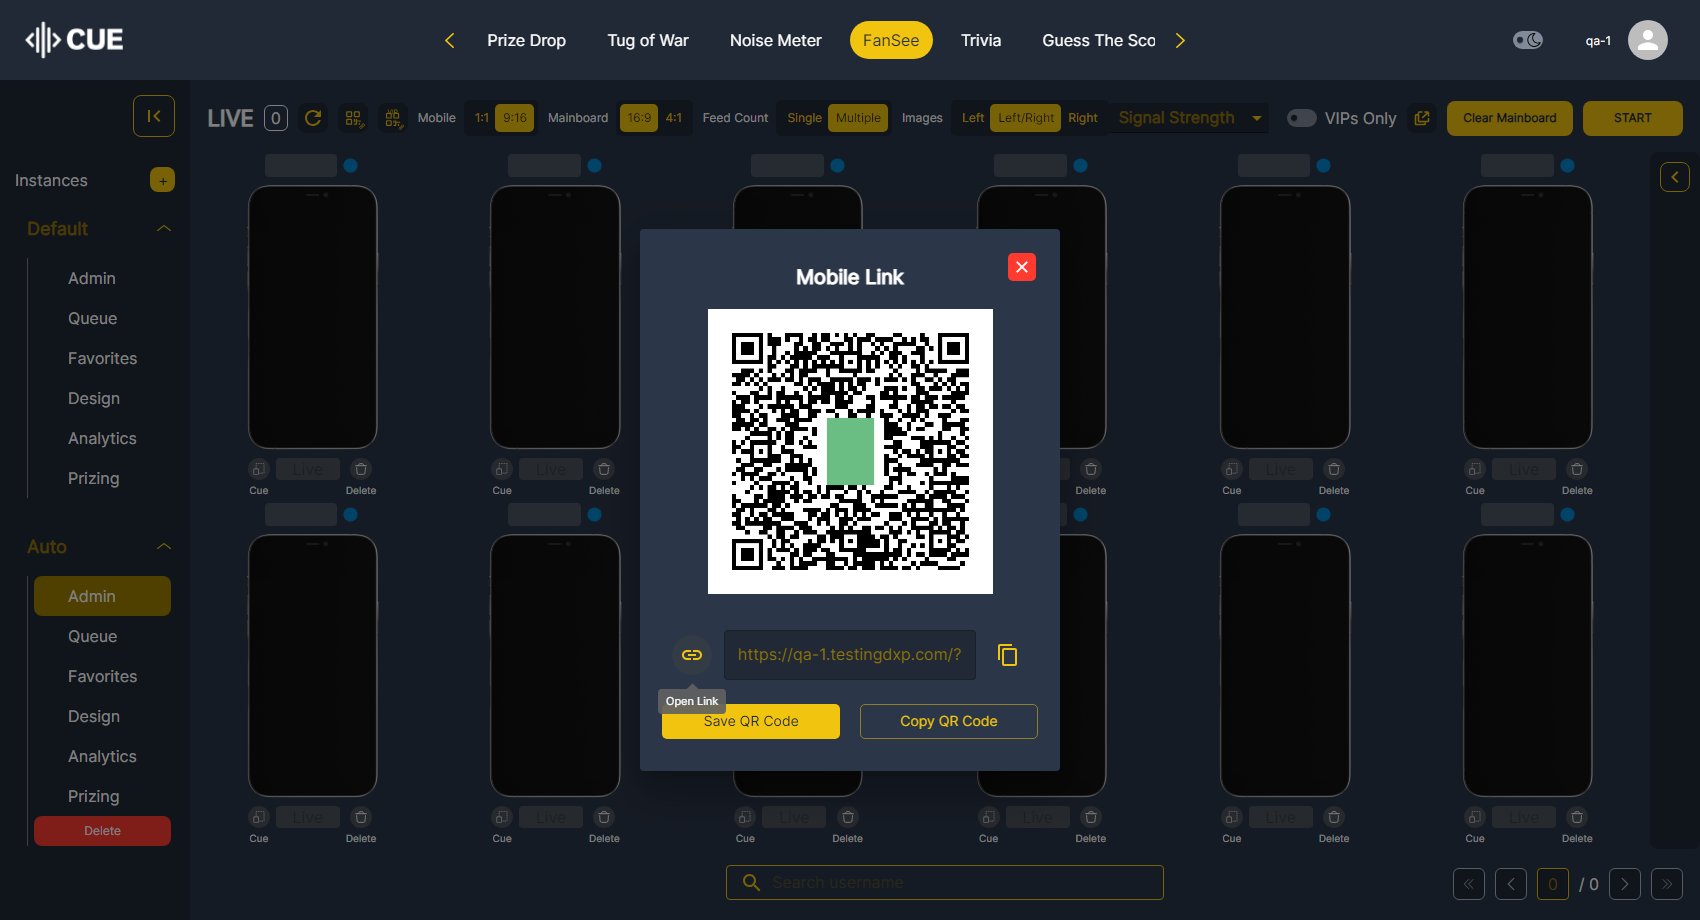 CUE
Prize Drop
Tug of War
Noise Meter
FanSee
Trivia
Guess The Sco
qa-1
LIVE 0
Mobile 1:1 9:16
Mainboard 16:9 4:1
Feed Count Single Multiple
Images Left Left/Right Right
Signal Strength
VIPs Only
Clear Mainboard
START
Instances +
Default
Admin
Queue
Favorites
Design
Analytics
Prizing
Auto
Admin
Queue
Favorites
Design
Analytics
Prizing
Delete
Mobile Link
https://qa-1.testingdxp.com/?
Open Link
Save QR Code
Copy QR Code
Live Live Live Live
Cue Delete Cue Delete Delete Cue Delete Cue Delete
Live Live Live Live Live Live
Cue Delete Cue Delete Cue Delete Cue Delete Cue Delete Cue Delete
Search username
0 / 0